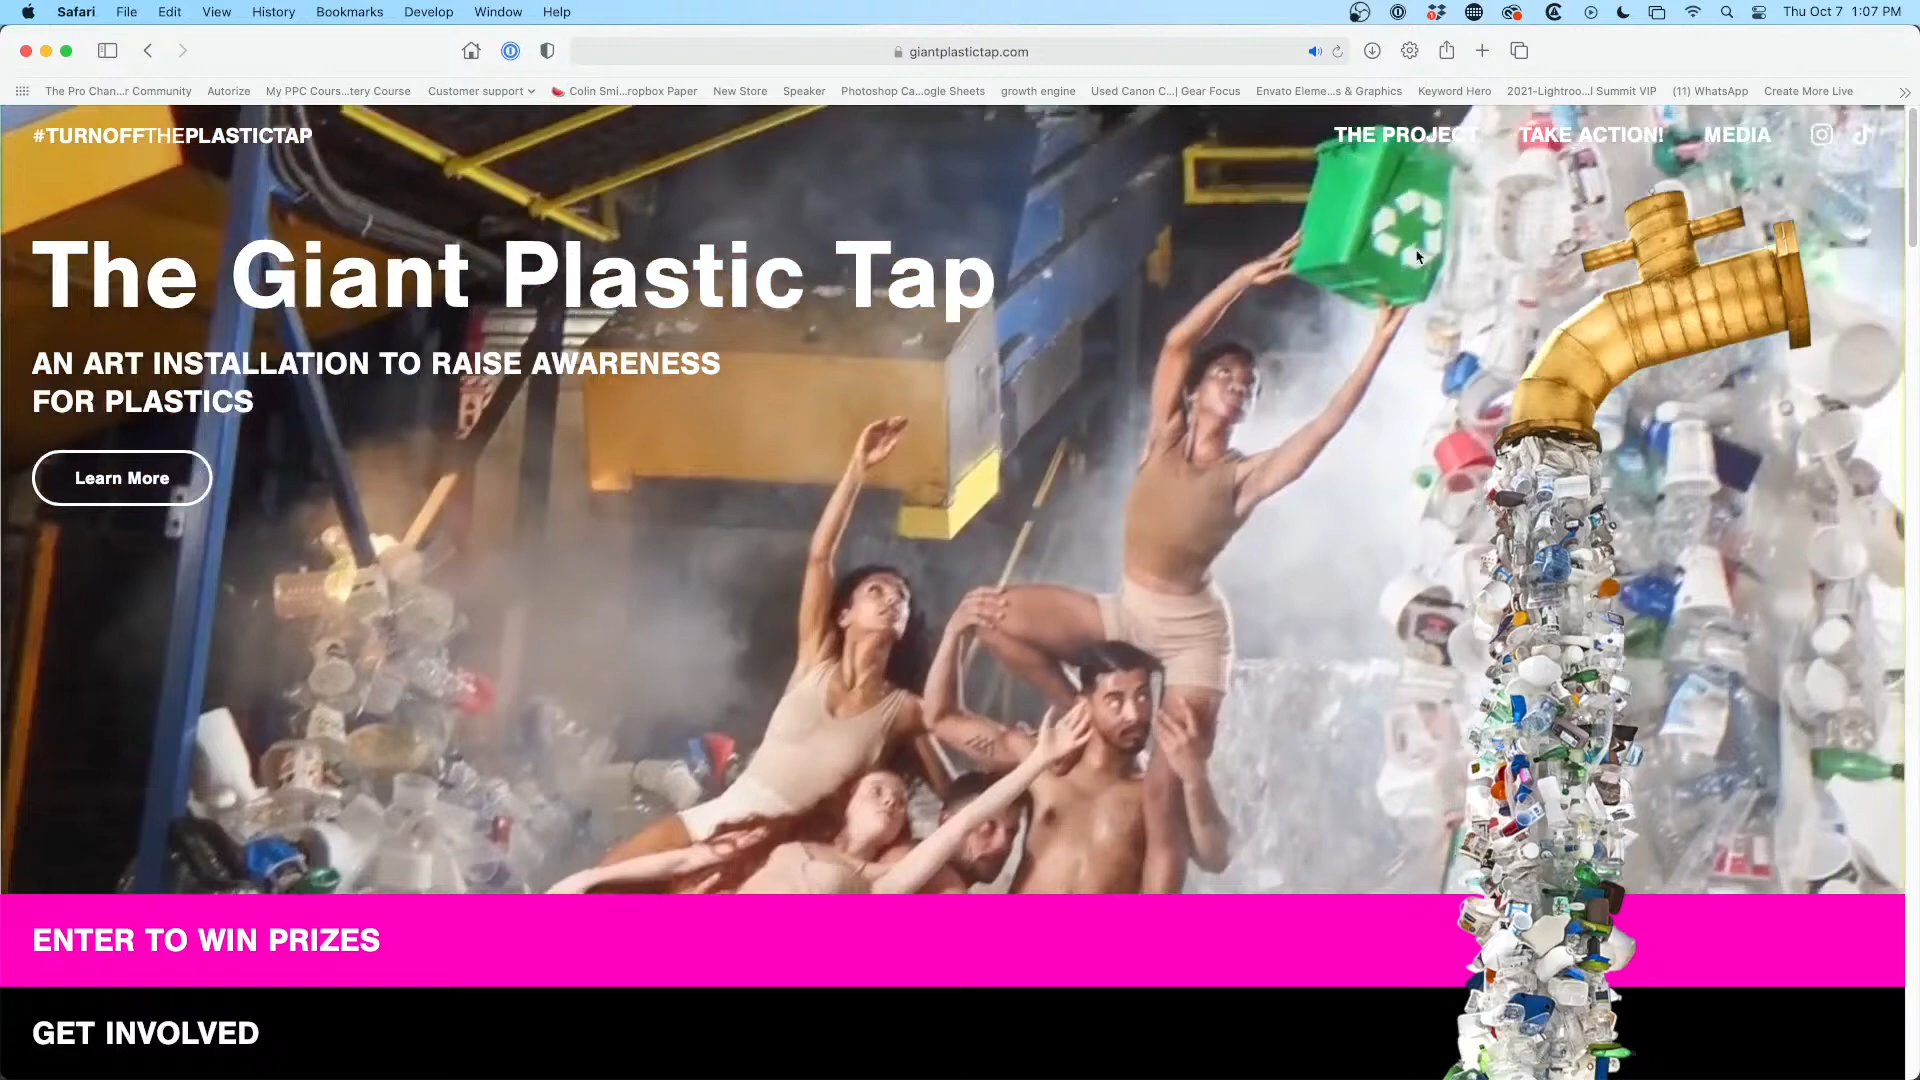 Safari File Edit View History Bookmarks Develop Window Help Thu Oct 7 1:07 PM
giantplastictap.com
The Pro Chan...r Community Autorize My PPC Cours...tery Course Customer support Colin Smi...ropbox Paper New Store Speaker Photoshop Ca...ogle Sheets growth engine Used Canon C...| Gear Focus Envato Eleme...s & Graphics Keyword Hero 2021-Lightroo...l Summit VIP (11) WhatsApp Create More Live
#TURNOFFTHEPLASTICTAP THE PROJECT TAKE ACTION! MEDIA
The Giant Plastic Tap
AN ART INSTALLATION TO RAISE AWARENESS
FOR PLASTICS
Learn More
ENTER TO WIN PRIZES
GET INVOLVED